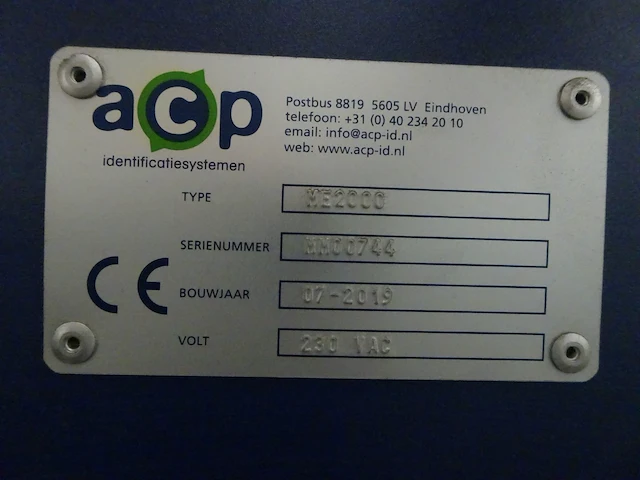 acp
identificatiesystemen
Postbus 8819 5605 LV Eindhoven
telefoon: +31 (0) 40 234 20 10
email: info@acp-id.nl
web: www.acp-id.nl
TYPE ME2000
SERIENUMMER MM00744
CE
BOUWJAAR 07-2019
VOLT 230 VAC